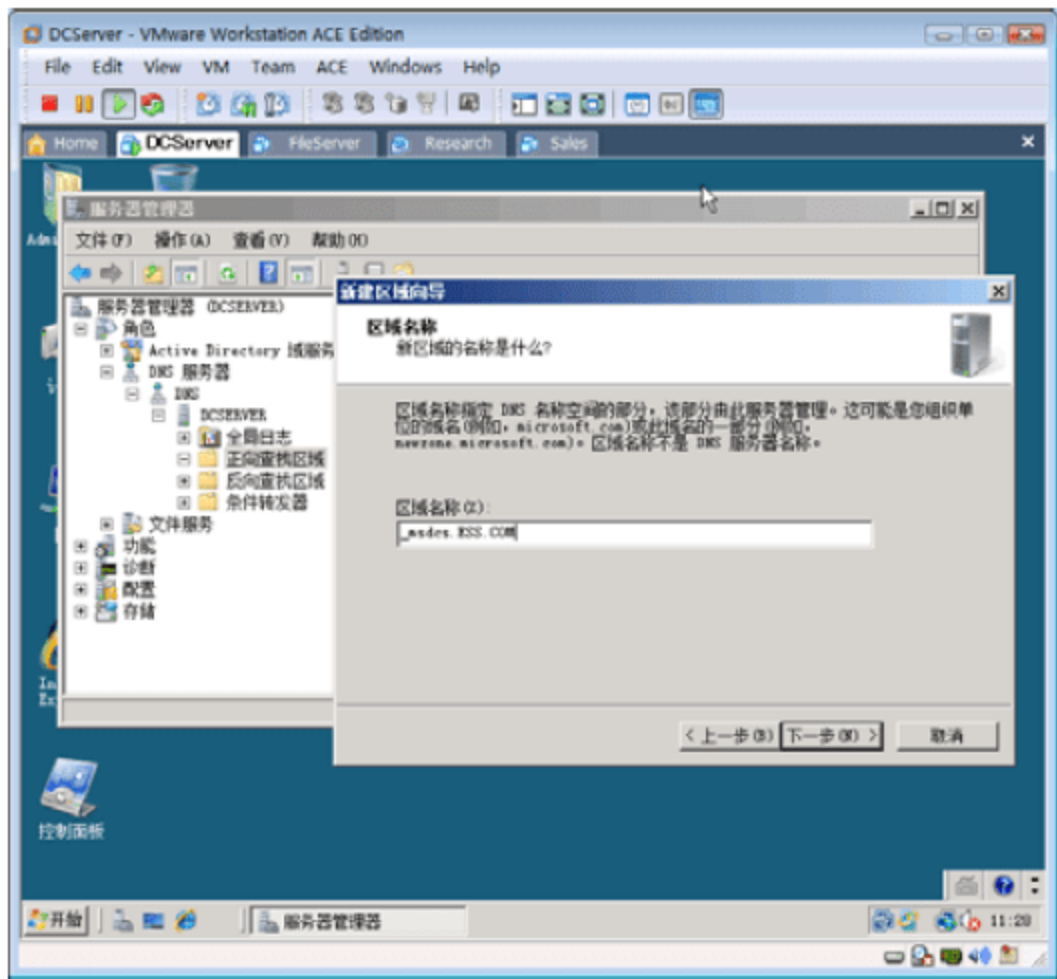 DCServer - VMware Workstation ACE Edition
File Edit View VM Team ACE Windows Help
Home DCServer FileServer Research Sales
服务器管理器
文件(F) 操作(A) 查看(V) 帮助(H)
服务器管理器 (DCSERVER)
角色
Active Directory 域服务
DNS 服务器
DNS
DCSERVER
全局日志
正向查找区域
反向查找区域
条件转发器
文件服务
功能
诊断
配置
存储
新建区域向导
区域名称
新区域的名称是什么?
区域名称指定 DNS 名称空间的部分，该部分由此服务器管理。这可能是您组织单
位的域名(例如，microsoft.com)或此域名的一部分(例如，
newzone.microsoft.com)。区域名称不是 DNS 服务器名称。
区域名称(Z):
_msdcs.ESS.COM
< 上一步(B) 下一步(N) > 取消
控制面板
开始 服务器管理器 11:28